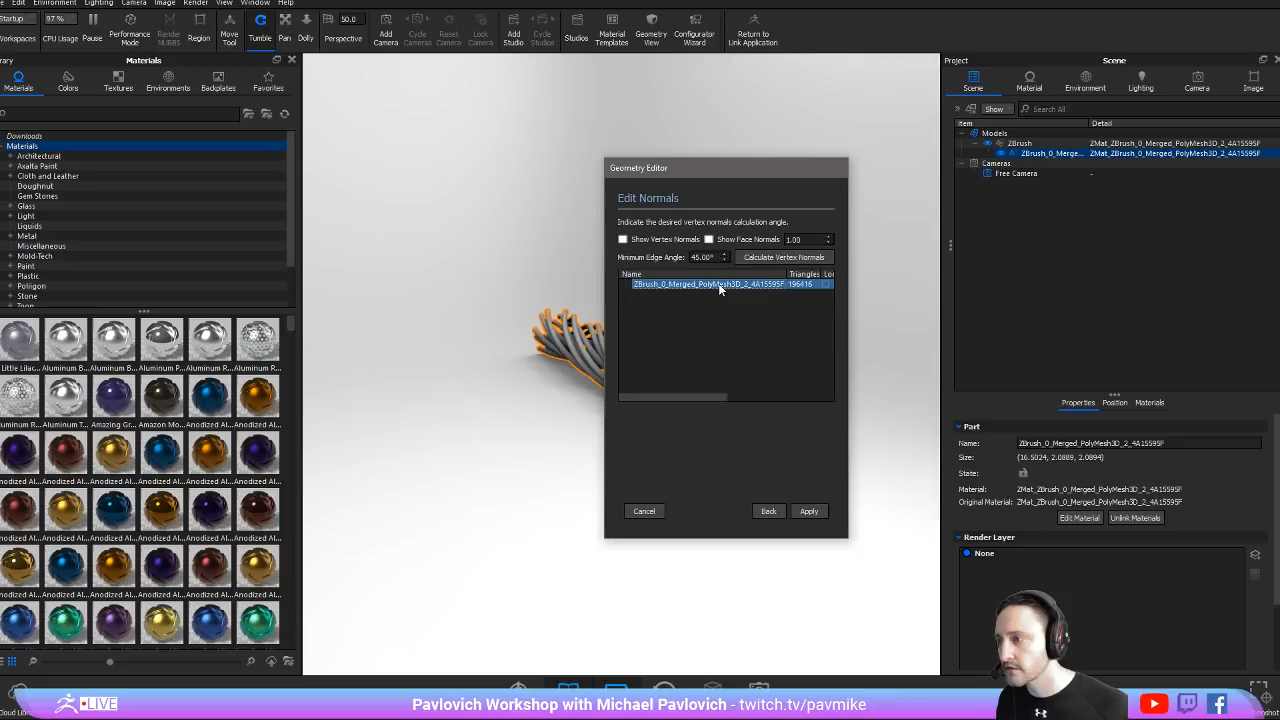 Edit Environment Lighting Camera Image Render View Window Help
Startup 97 % 50.0
Workspaces CPU Usage Pause Performance Mode Render NURBS Region Move Tool Tumble Pan Dolly Perspective Add Camera Cycle Cameras Reset Camera Lock Camera Add Studio Cycle Studios Studios Material Templates Geometry View Configurator Wizard Return to Link Application
Materials
Materials Colors Textures Environments Backplates Favorites
Downloads
Materials
Architectural
Axalta Paint
Cloth and Leather
Doughnut
Gem Stones
Glass
Light
Liquids
Metal
Miscellaneous
Mold-Tech
Paint
Plastic
Poligon
Stone
Toon
Little Lilac... Aluminum B... Aluminum B... Aluminum P... Aluminum R...
Aluminum R... Aluminum T... Amazing Gr... Amazon Mo... Anodized Al...
Geometry Editor
Edit Normals
Indicate the desired vertex normals calculation angle.
Show Vertex Normals Show Face Normals 1.00
Minimum Edge Angle: 45.00° Calculate Vertex Normals
Name Triangles Loc
ZBrush_0_Merged_PolyMesh3D_2_4A15595F 196416
Cancel Back Apply
Project Scene
Scene Material Environment Lighting Camera Image
Show Search All
Item Detail
Models
ZBrush ZMat_ZBrush_0_Merged_PolyMesh3D_2_4A15595F
ZBrush_0_Merge... ZMat_ZBrush_0_Merged_PolyMesh3D_2_4A15595F
Cameras
Free Camera -
Properties Position Materials
Part
Name: ZBrush_0_Merged_PolyMesh3D_2_4A15595F
Size: (16.5024, 2.0889, 2.0894)
State:
Material: ZMat_ZBrush_0_Merged_PolyMesh3D_2_4A15595F
Original Material: ZMat_ZBrush_0_Merged_PolyMesh3D_2_4A15595F
Edit Material Unlink Materials
Render Layer
None
LIVE Pavlovich Workshop with Michael Pavlovich - twitch.tv/pavmike